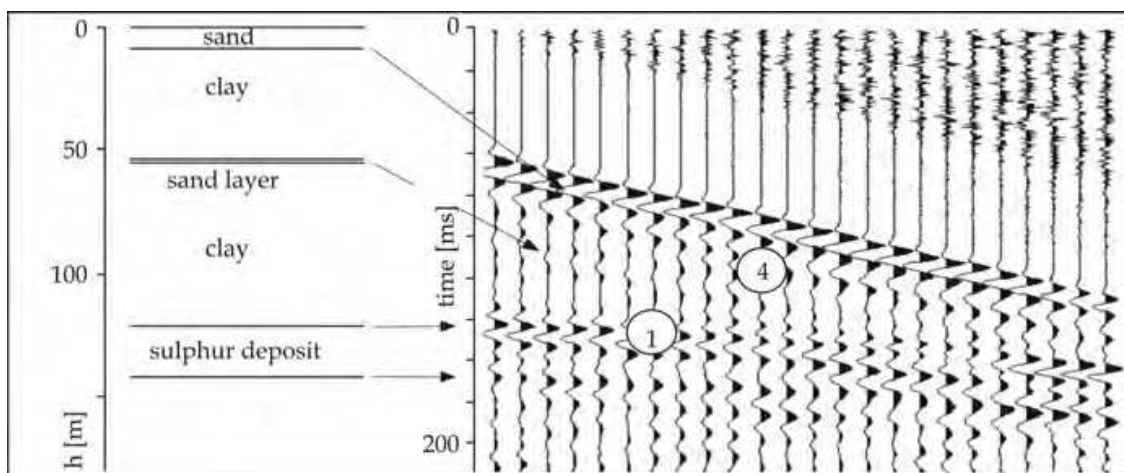 0
sand
clay
50
sand layer
clay
100
sulphur deposit
h [m]
0
time [ms]
200
4
1